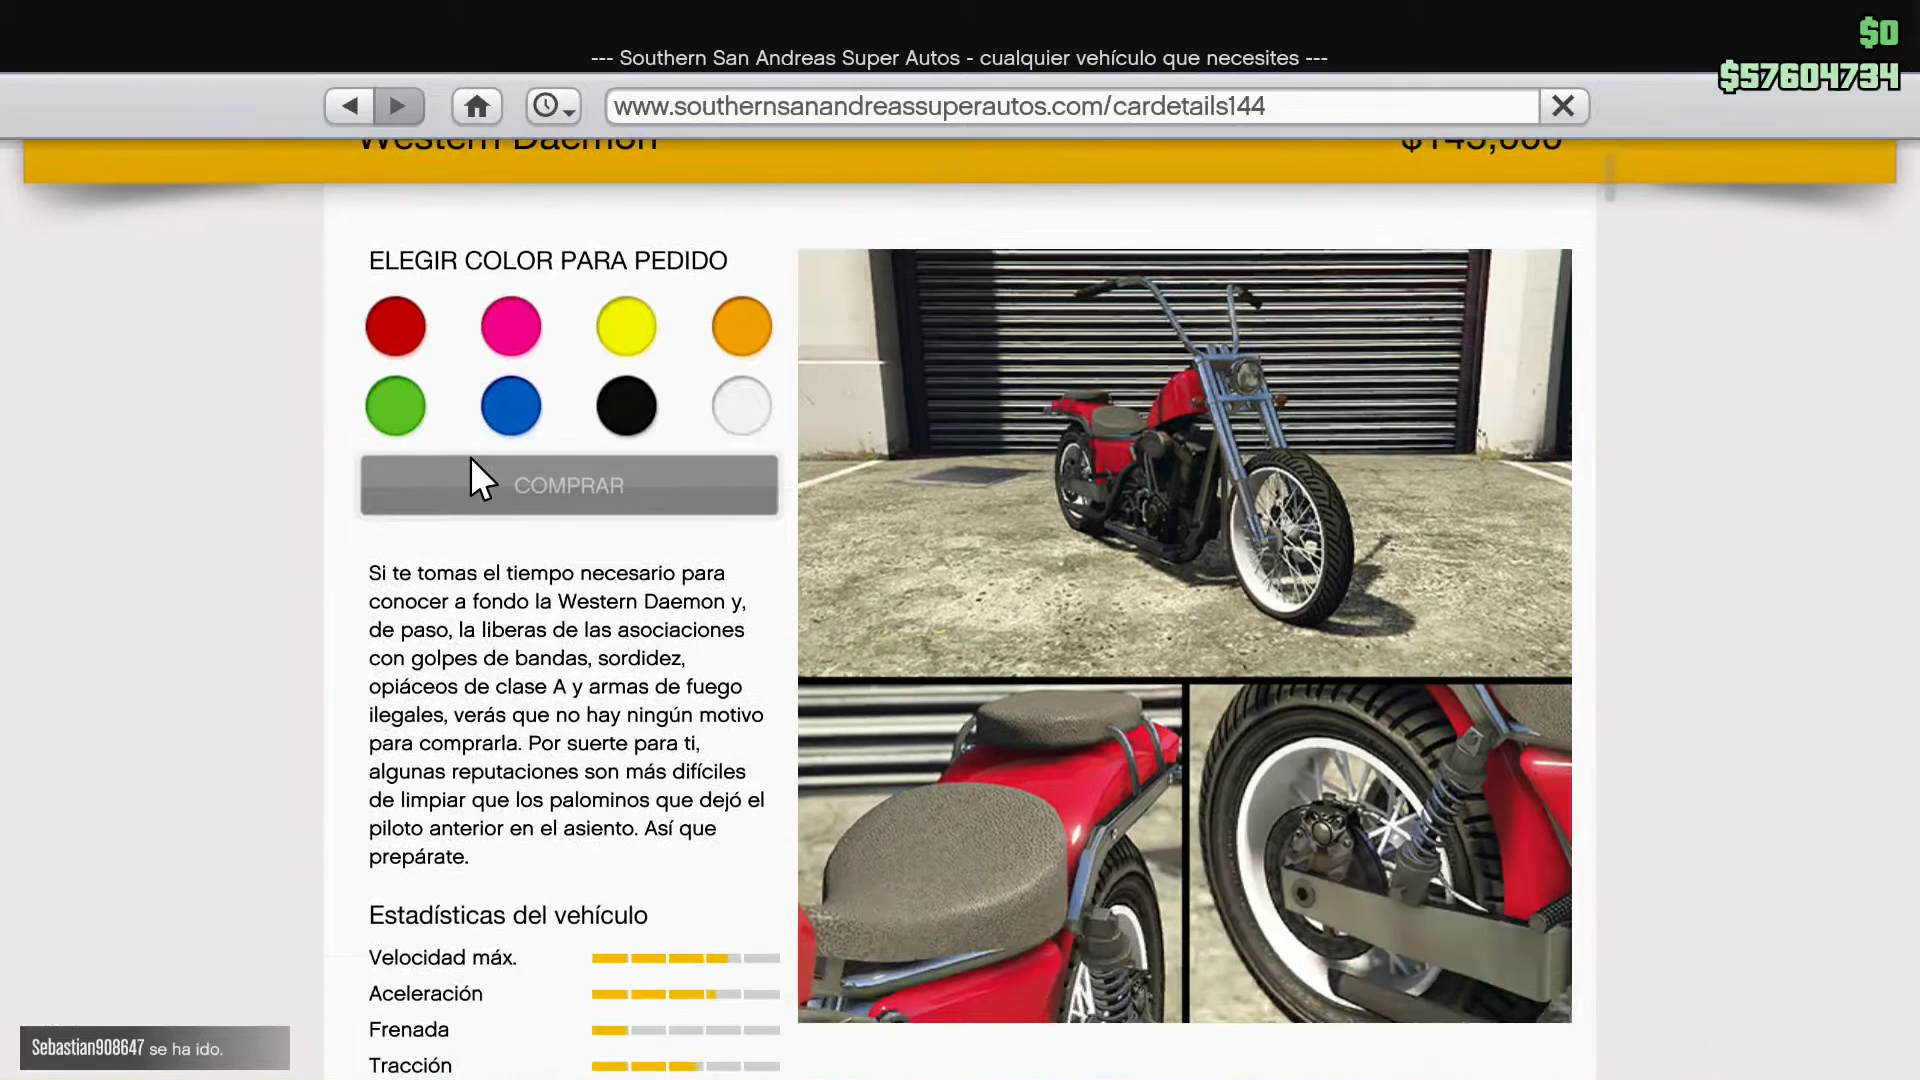 $0
--- Southern San Andreas Super Autos - cualquier vehículo que necesites ---
$57604734
www.southernsanandreassuperautos.com/cardetails144
Western Daemon
$145,000
ELEGIR COLOR PARA PEDIDO
COMPRAR
Si te tomas el tiempo necesario para
conocer a fondo la Western Daemon y,
de paso, la liberas de las asociaciones
con golpes de bandas, sordidez,
opiáceos de clase A y armas de fuego
ilegales, verás que no hay ningún motivo
para comprarla. Por suerte para ti,
algunas reputaciones son más difíciles
de limpiar que los palominos que dejó el
piloto anterior en el asiento. Así que
prepárate.
Estadísticas del vehículo
Velocidad máx.
Aceleración
Frenada
Tracción
Sebastian908647 se ha ido.